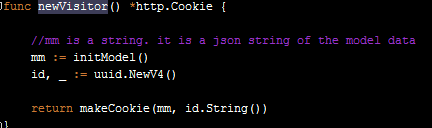 func newVisitor() *http.Cookie {
//mm is a string. it is a json string of the model data
mm := initModel()
id, _ := uuid.NewV4()
return makeCookie(mm, id.String())